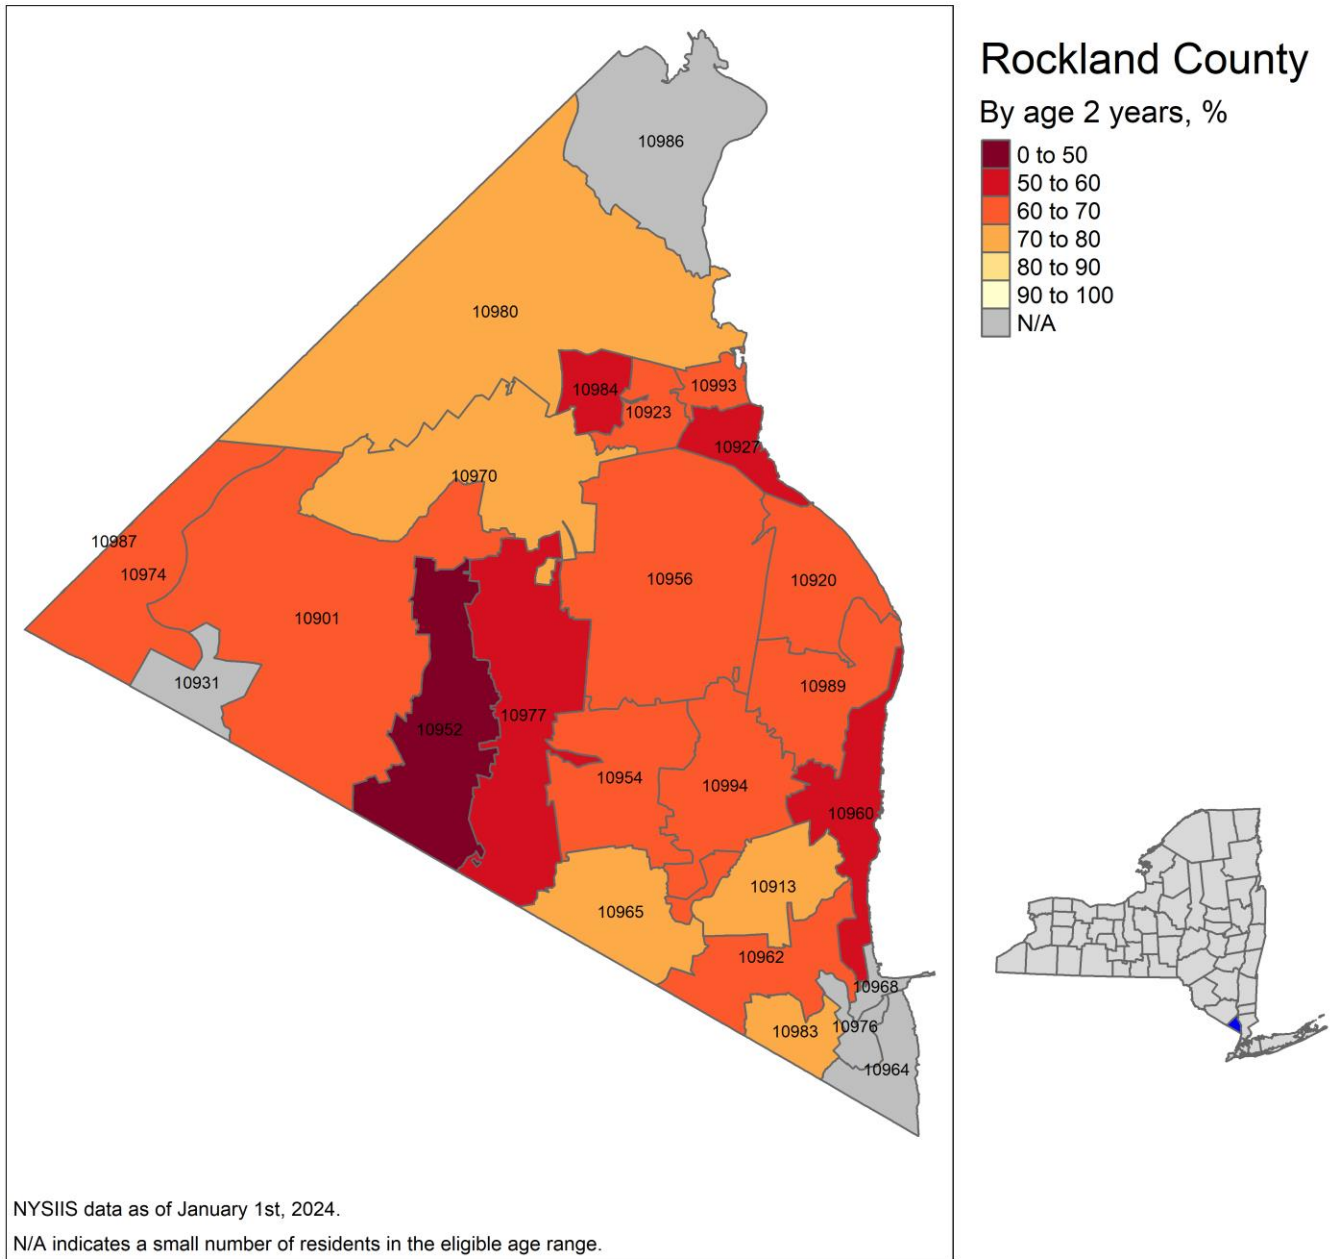 Rockland County
By age 2 years, %
0 to 50
50 to 60
60 to 70
70 to 80
80 to 90
90 to 100
N/A
10986
10980
10984
10993
10923
10927
10970
10987
10974
10956
10920
10901
10931
10989
10977
10952
10954
10994
10960
10913
10965
10962
10968
10976
10983
10964
NYSIIS data as of January 1st, 2024.
N/A indicates a small number of residents in the eligible age range.